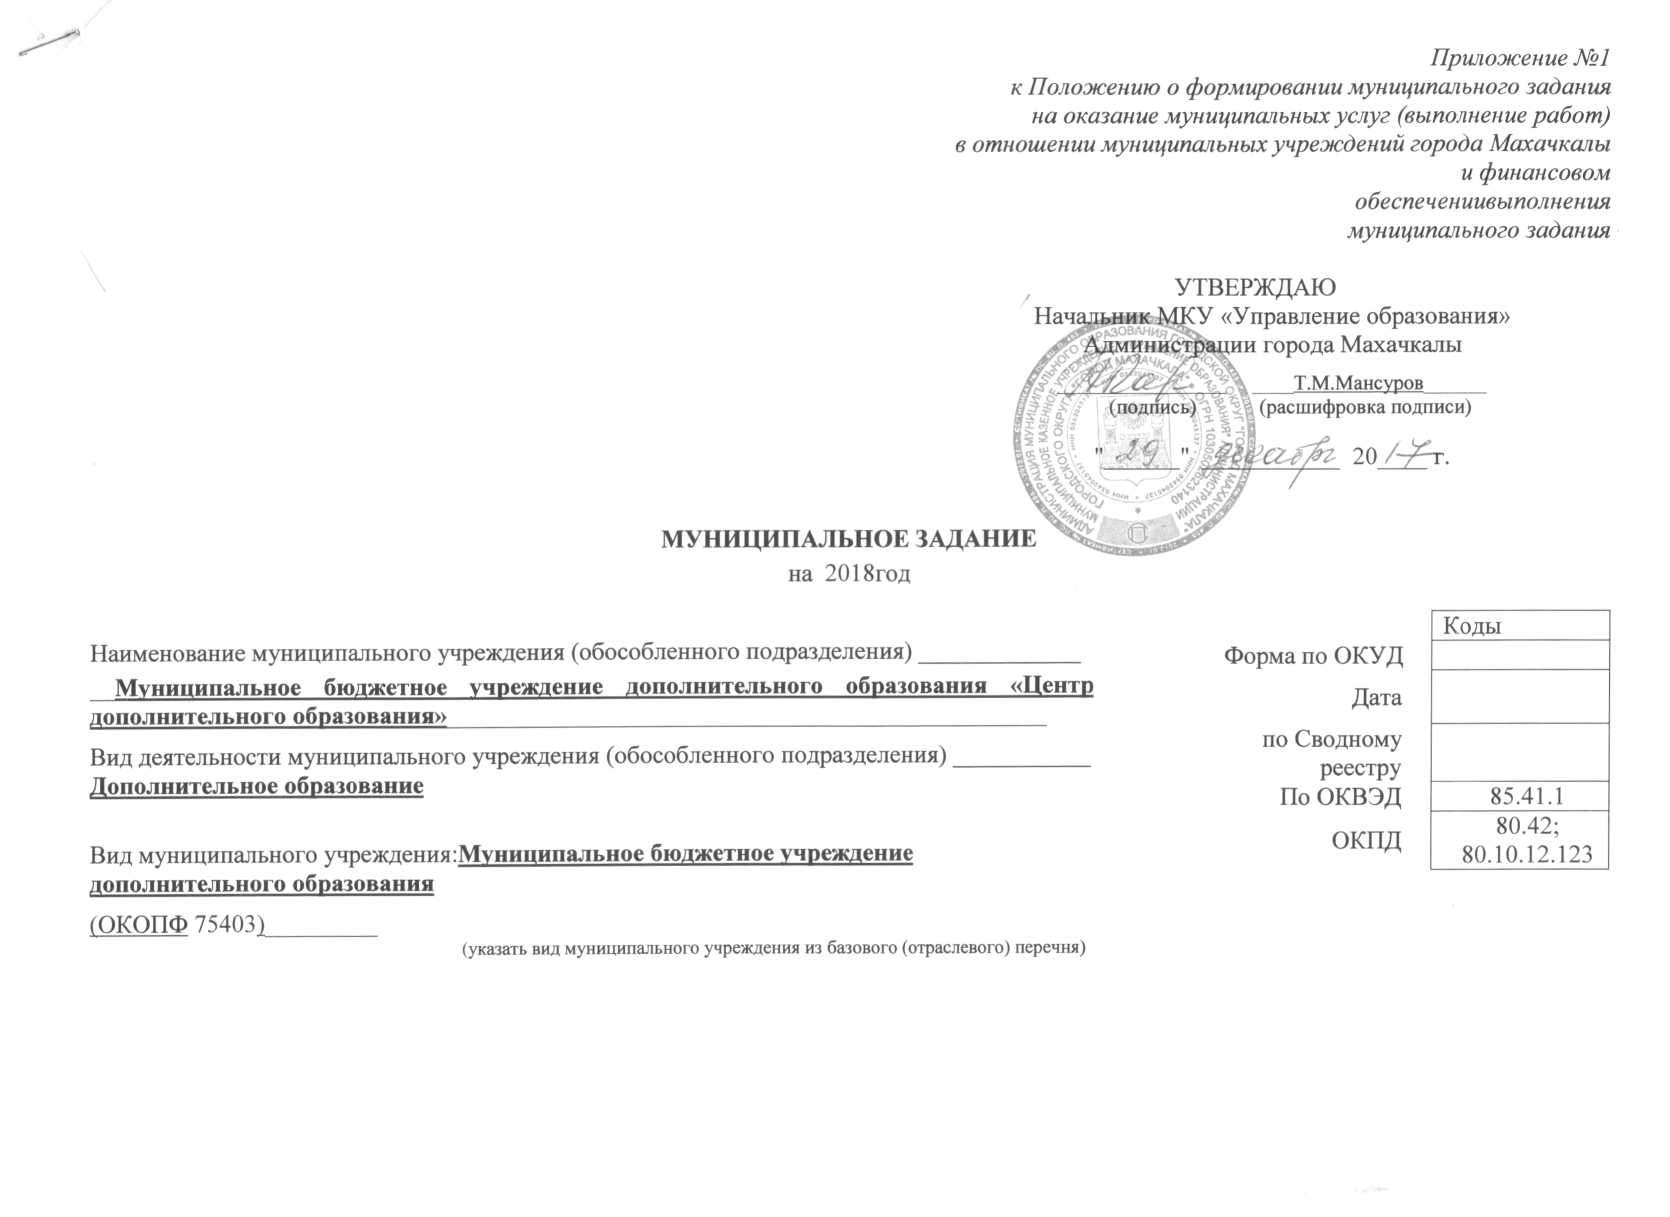 Приложение №1
к Положению о формировании муниципального задания
на оказание муниципальных услуг (выполнение работ)
в отношении муниципальных учреждений города Махачкалы
и финансовом
обеспечениивыполнения
муниципального задания
УТВЕРЖДАЮ
Начальник МКУ «Управление образования»
Администрации города Махачкалы
Т.М.Мансуров
(подпись) (расшифровка подписи)
"29" декабр 2017 г.
МУНИЦИПАЛЬНОЕ ЗАДАНИЕ
на 2018год
Коды
Наименование муниципального учреждения (обособленного подразделения) Форма по ОКУД
Муниципальное бюджетное учреждение дополнительного образования «Центр
дополнительного образования»
Дата
Вид деятельности муниципального учреждения (обособленного подразделения)
Дополнительное образование
по Сводному
реестру
По ОКВЭД 85.41.1
ОКПД 80.42;
80.10.12.123
Вид муниципального учреждения:Муниципальное бюджетное учреждение
дополнительного образования
(ОКОПФ 75403)
(указать вид муниципального учреждения из базового (отраслевого) перечня)